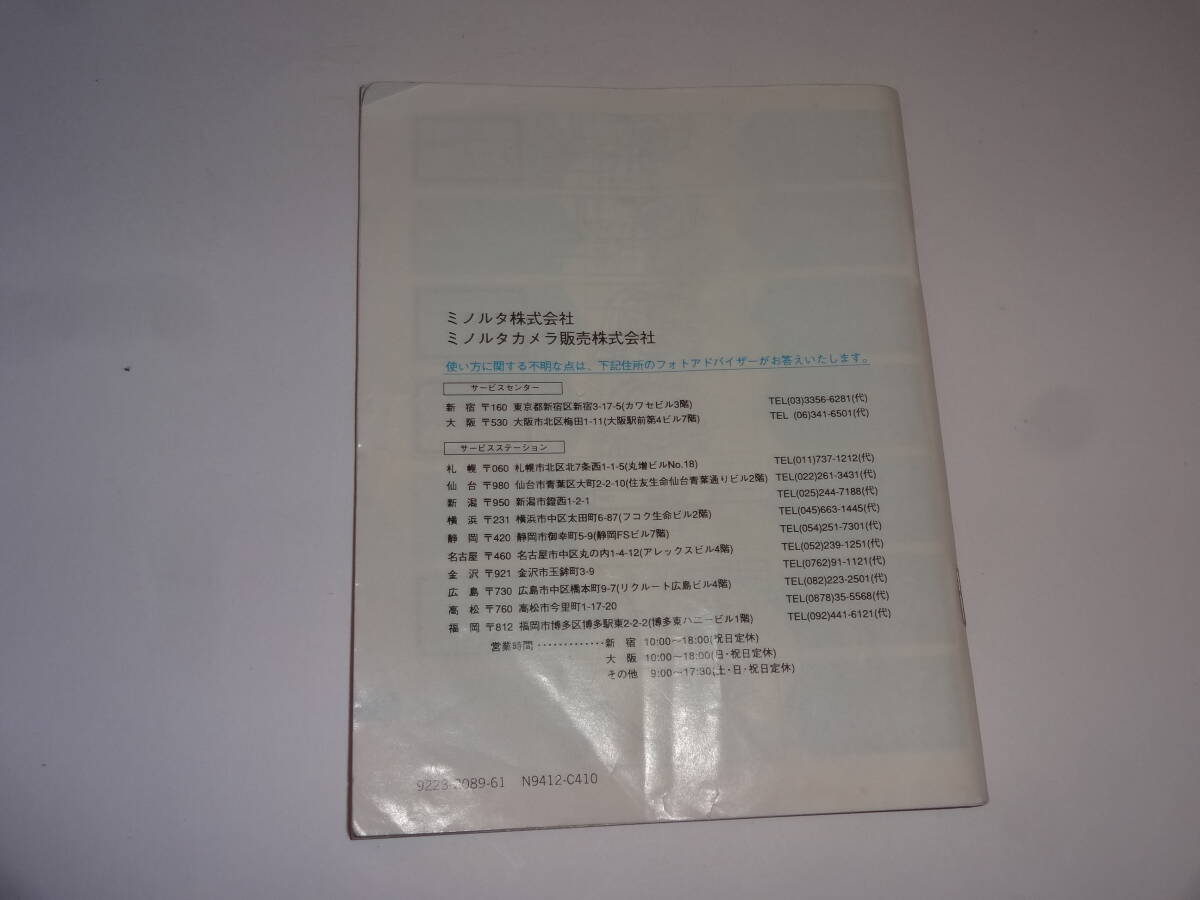 ミノルタ株式会社
ミノルタカメラ販売株式会社
使い方に関する不明な点は、下記住所のフォトアドバイザーがお答えいたします。
サービスセンター
新 宿 〒160 東京都新宿区新宿3-17-5(カワセビル3階) TEL(03)3356-6281(代)
大 阪 〒530 大阪市北区梅田1-11(大阪駅前第4ビル7階) TEL (06)341-6501(代)
サービスステーション
札 幌 〒060 札幌市北区北7条西1-1-5(丸増ビルNo.18) TEL(011)737-1212(代)
仙 台 〒980 仙台市青葉区大町2-2-10(住友生命仙台青葉通りビル2階) TEL(022)261-3431(代)
新 潟 〒950 新潟市鐙西1-2-1 TEL(025)244-7188(代)
横 浜 〒231 横浜市中区太田町6-87(フコク生命ビル2階) TEL(045)663-1445(代)
静 岡 〒420 静岡市御幸町5-9(静岡FSビル7階) TEL(054)251-7301(代)
名古屋 〒460 名古屋市中区丸の内1-4-12(アレックスビル4階) TEL(052)239-1251(代)
金 沢 〒921 金沢市玉鉾町3-9 TEL(0762)91-1121(代)
広 島 〒730 広島市中区橋本町9-7(リクルート広島ビル4階) TEL(082)223-2501(代)
高 松 〒760 高松市今里町1-17-20 TEL(0878)35-5568(代)
福 岡 〒812 福岡市博多区博多駅東2-2-2(博多東ハニービル1階) TEL(092)441-6121(代)
営業時間 ············新 宿 10:00〜18:00(祝日定休)
大 阪 10:00〜18:00(日・祝日定休)
その他 9:00〜17:30(土・日・祝日定休)
9223-2089-61 N9412-C410